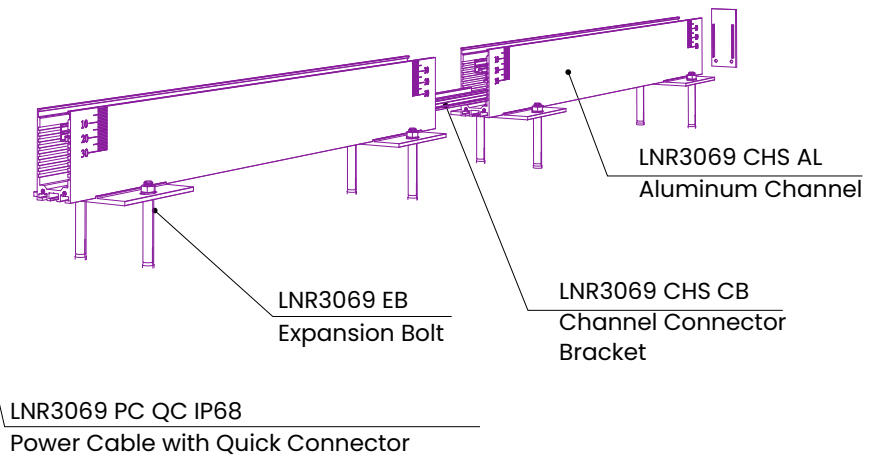 10
20
30
LNR3069 CHS AL
Aluminum Channel
LNR3069 EB
Expansion Bolt
LNR3069 CHS CB
Channel Connector
Bracket
LNR3069 PC QC IP68
Power Cable with Quick Connector